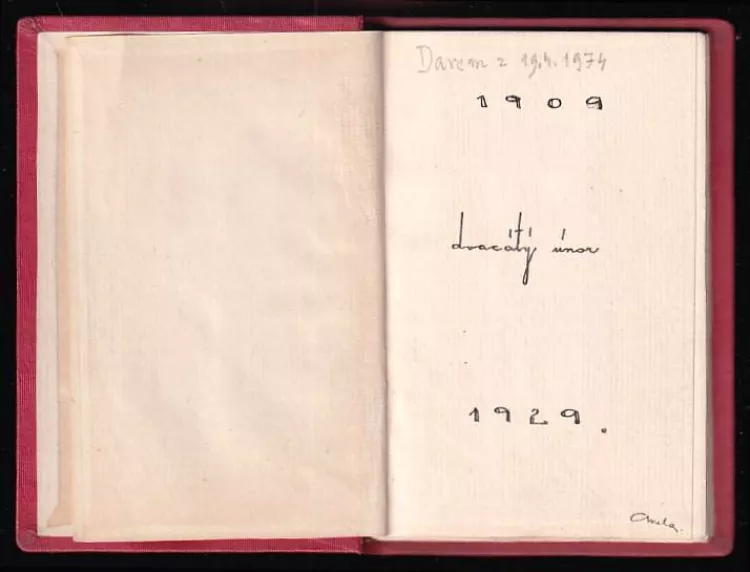 Darem z 19.4.1974
1909
dvacátý únor
1929.